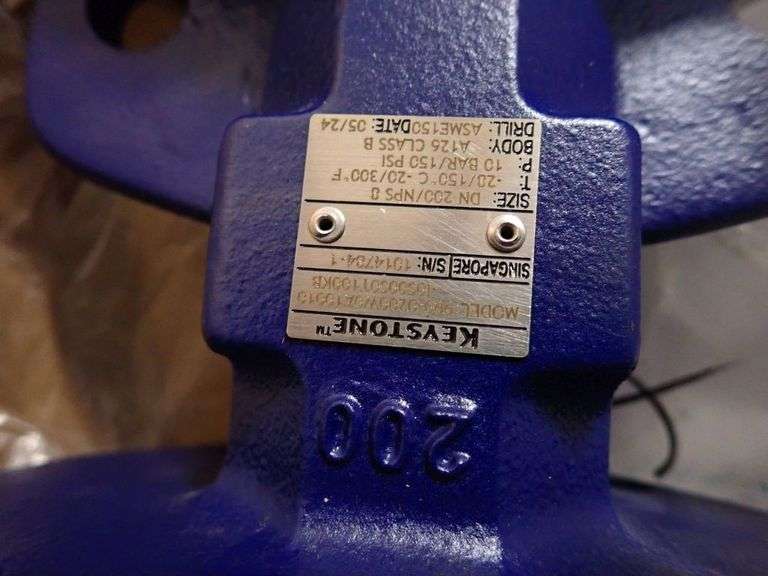 KEYSTONE™
MODEL:
SINGAPORE S/N: 1014704-1
SIZE: DN 200/NPS 8
T: -20/150°C -20/300°F
P: 10 BAR/150 PSI
BODY: A126 CLASS B
DRILL: ASME150 DATE: 05/24
200